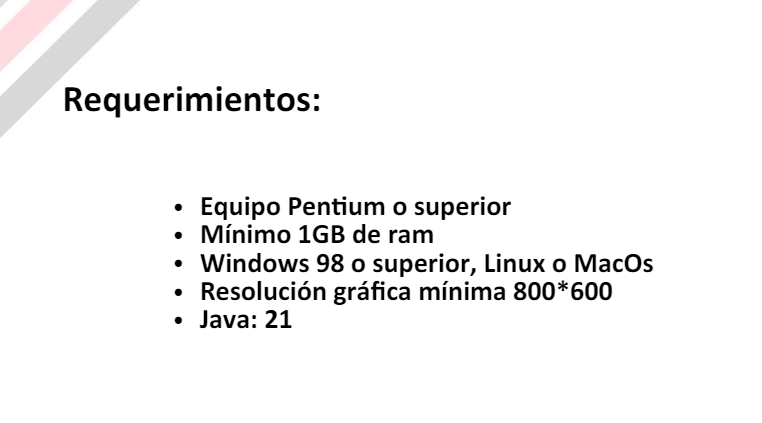 Requerimientos:
• Equipo Pentium o superior
• Mínimo 1GB de ram
• Windows 98 o superior, Linux o MacOs
• Resolución gráfica mínima 800*600
• Java: 21